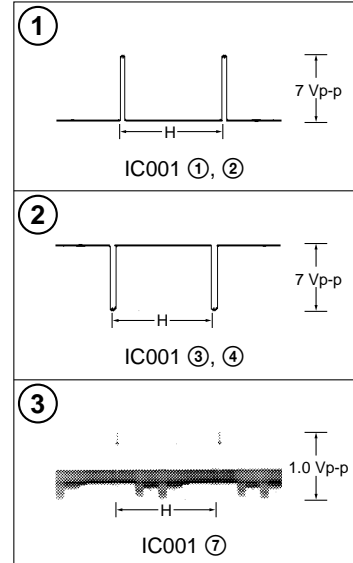 ①
7 Vp-p
H
IC001 ①, ②
②
7 Vp-p
H
IC001 ③, ④
③
1.0 Vp-p
H
IC001 ⑦